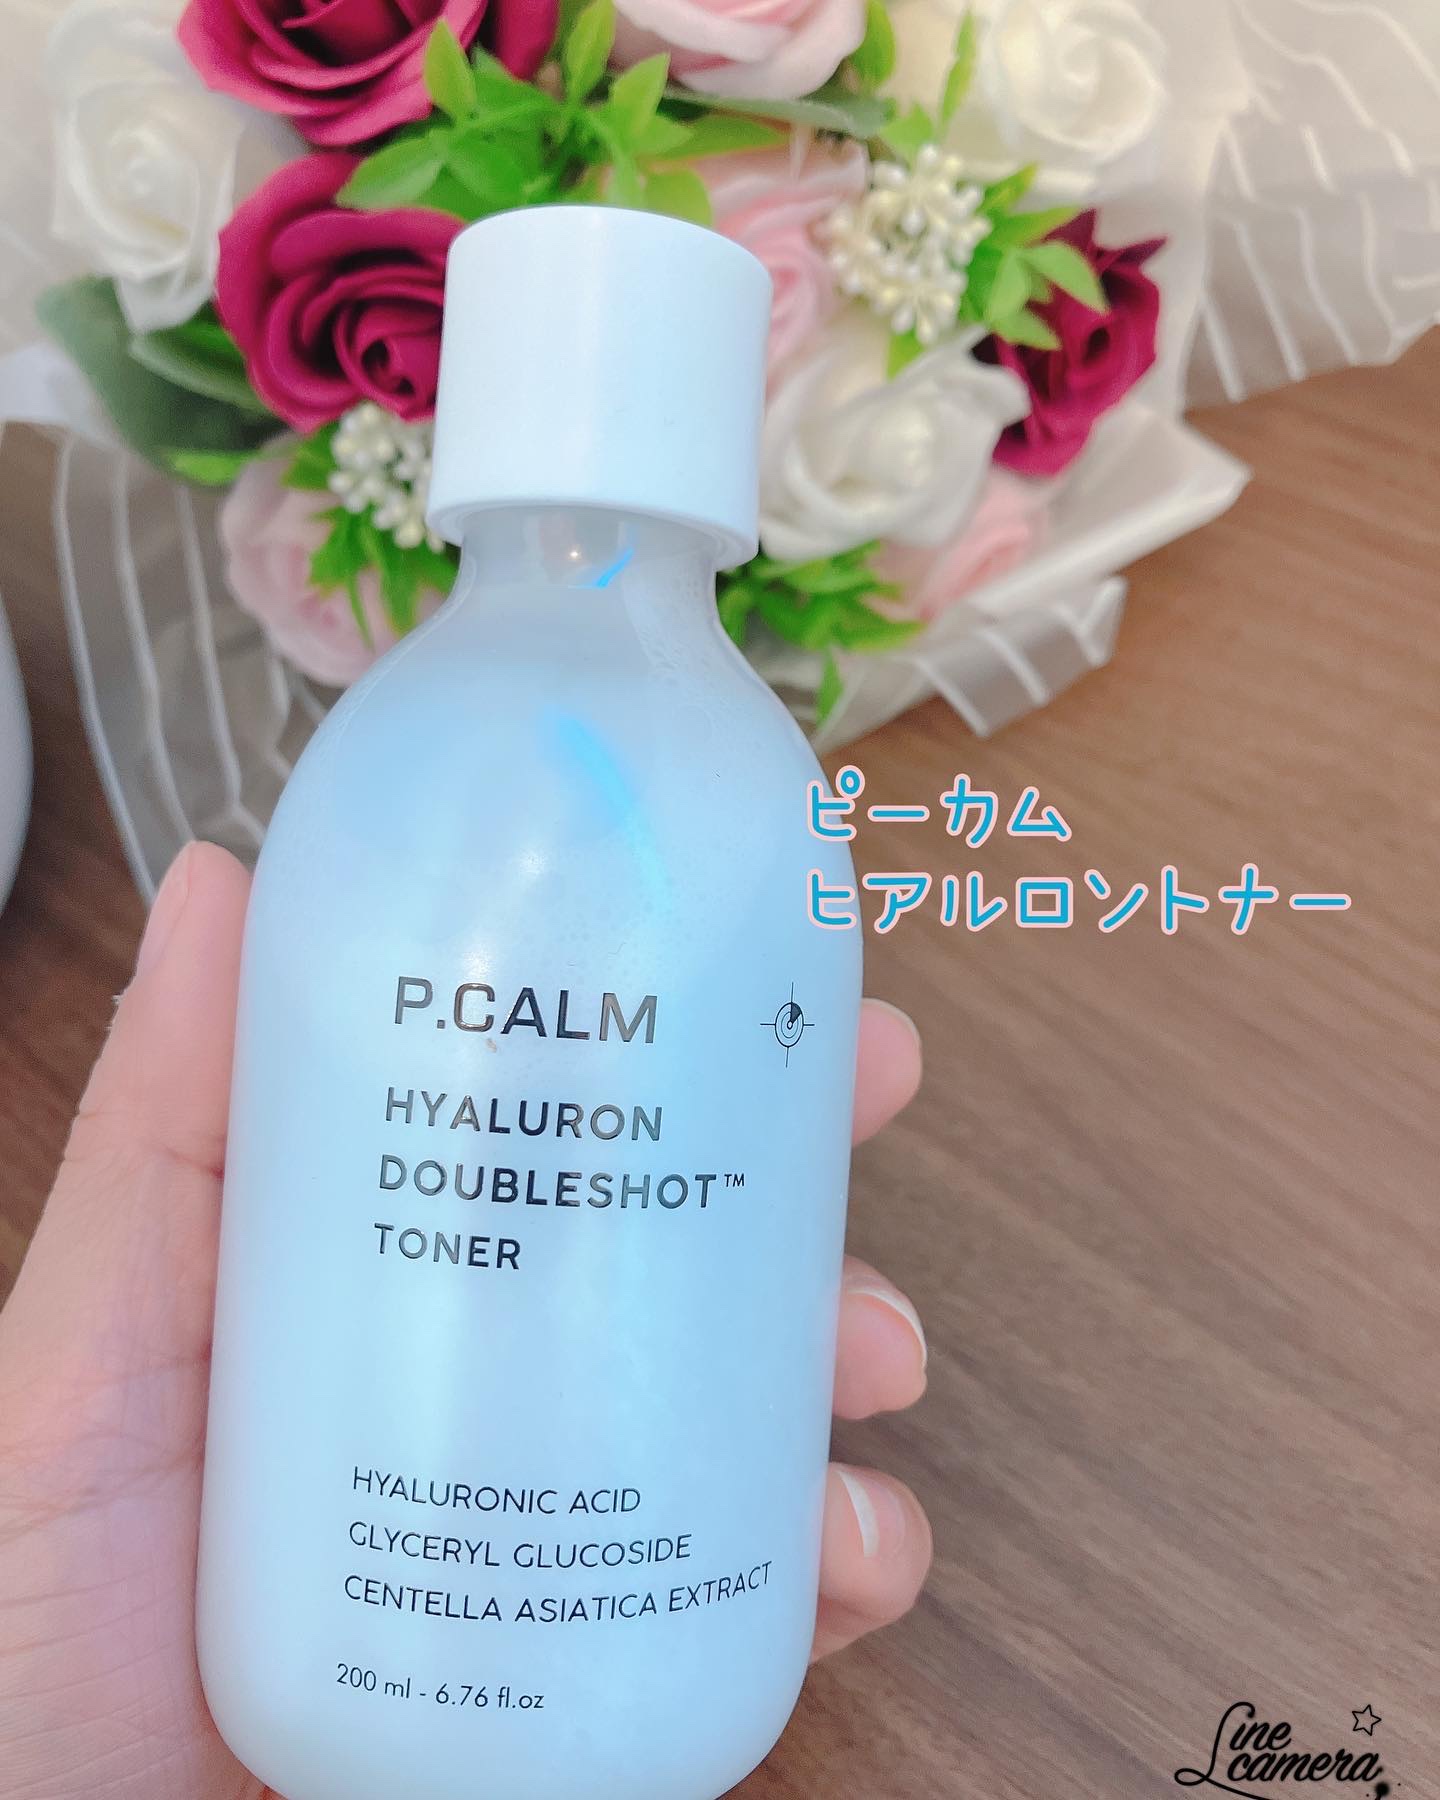 ピーカム
ヒアルロントナー
P.CALM
HYALURON
DOUBLESHOT™
TONER
HYALURONIC ACID
GLYCERYL GLUCOSIDE
CENTELLA ASIATICA EXTRACT
200 ml - 6.76 fl.oz
Line
camera